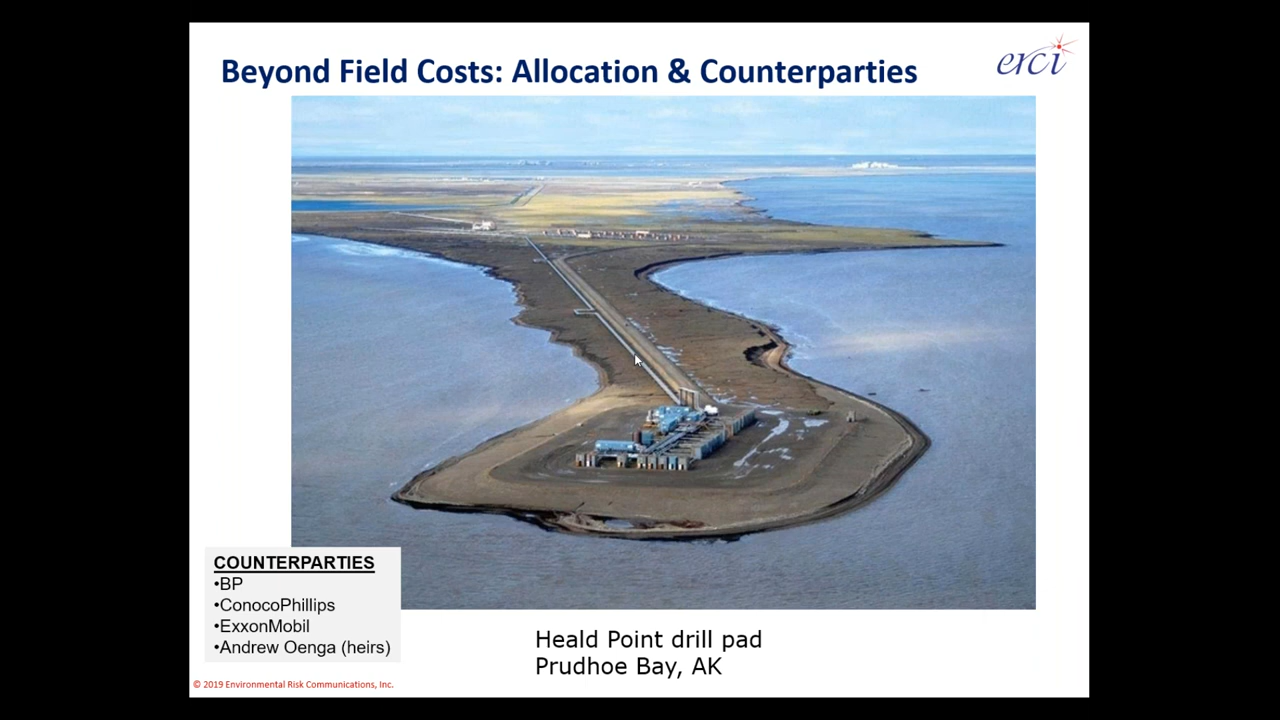 Beyond Field Costs: Allocation & Counterparties
erci
COUNTERPARTIES
•BP
•ConocoPhillips
•ExxonMobil
•Andrew Oenga (heirs)
Heald Point drill pad
Prudhoe Bay, AK
© 2019 Environmental Risk Communications, Inc.